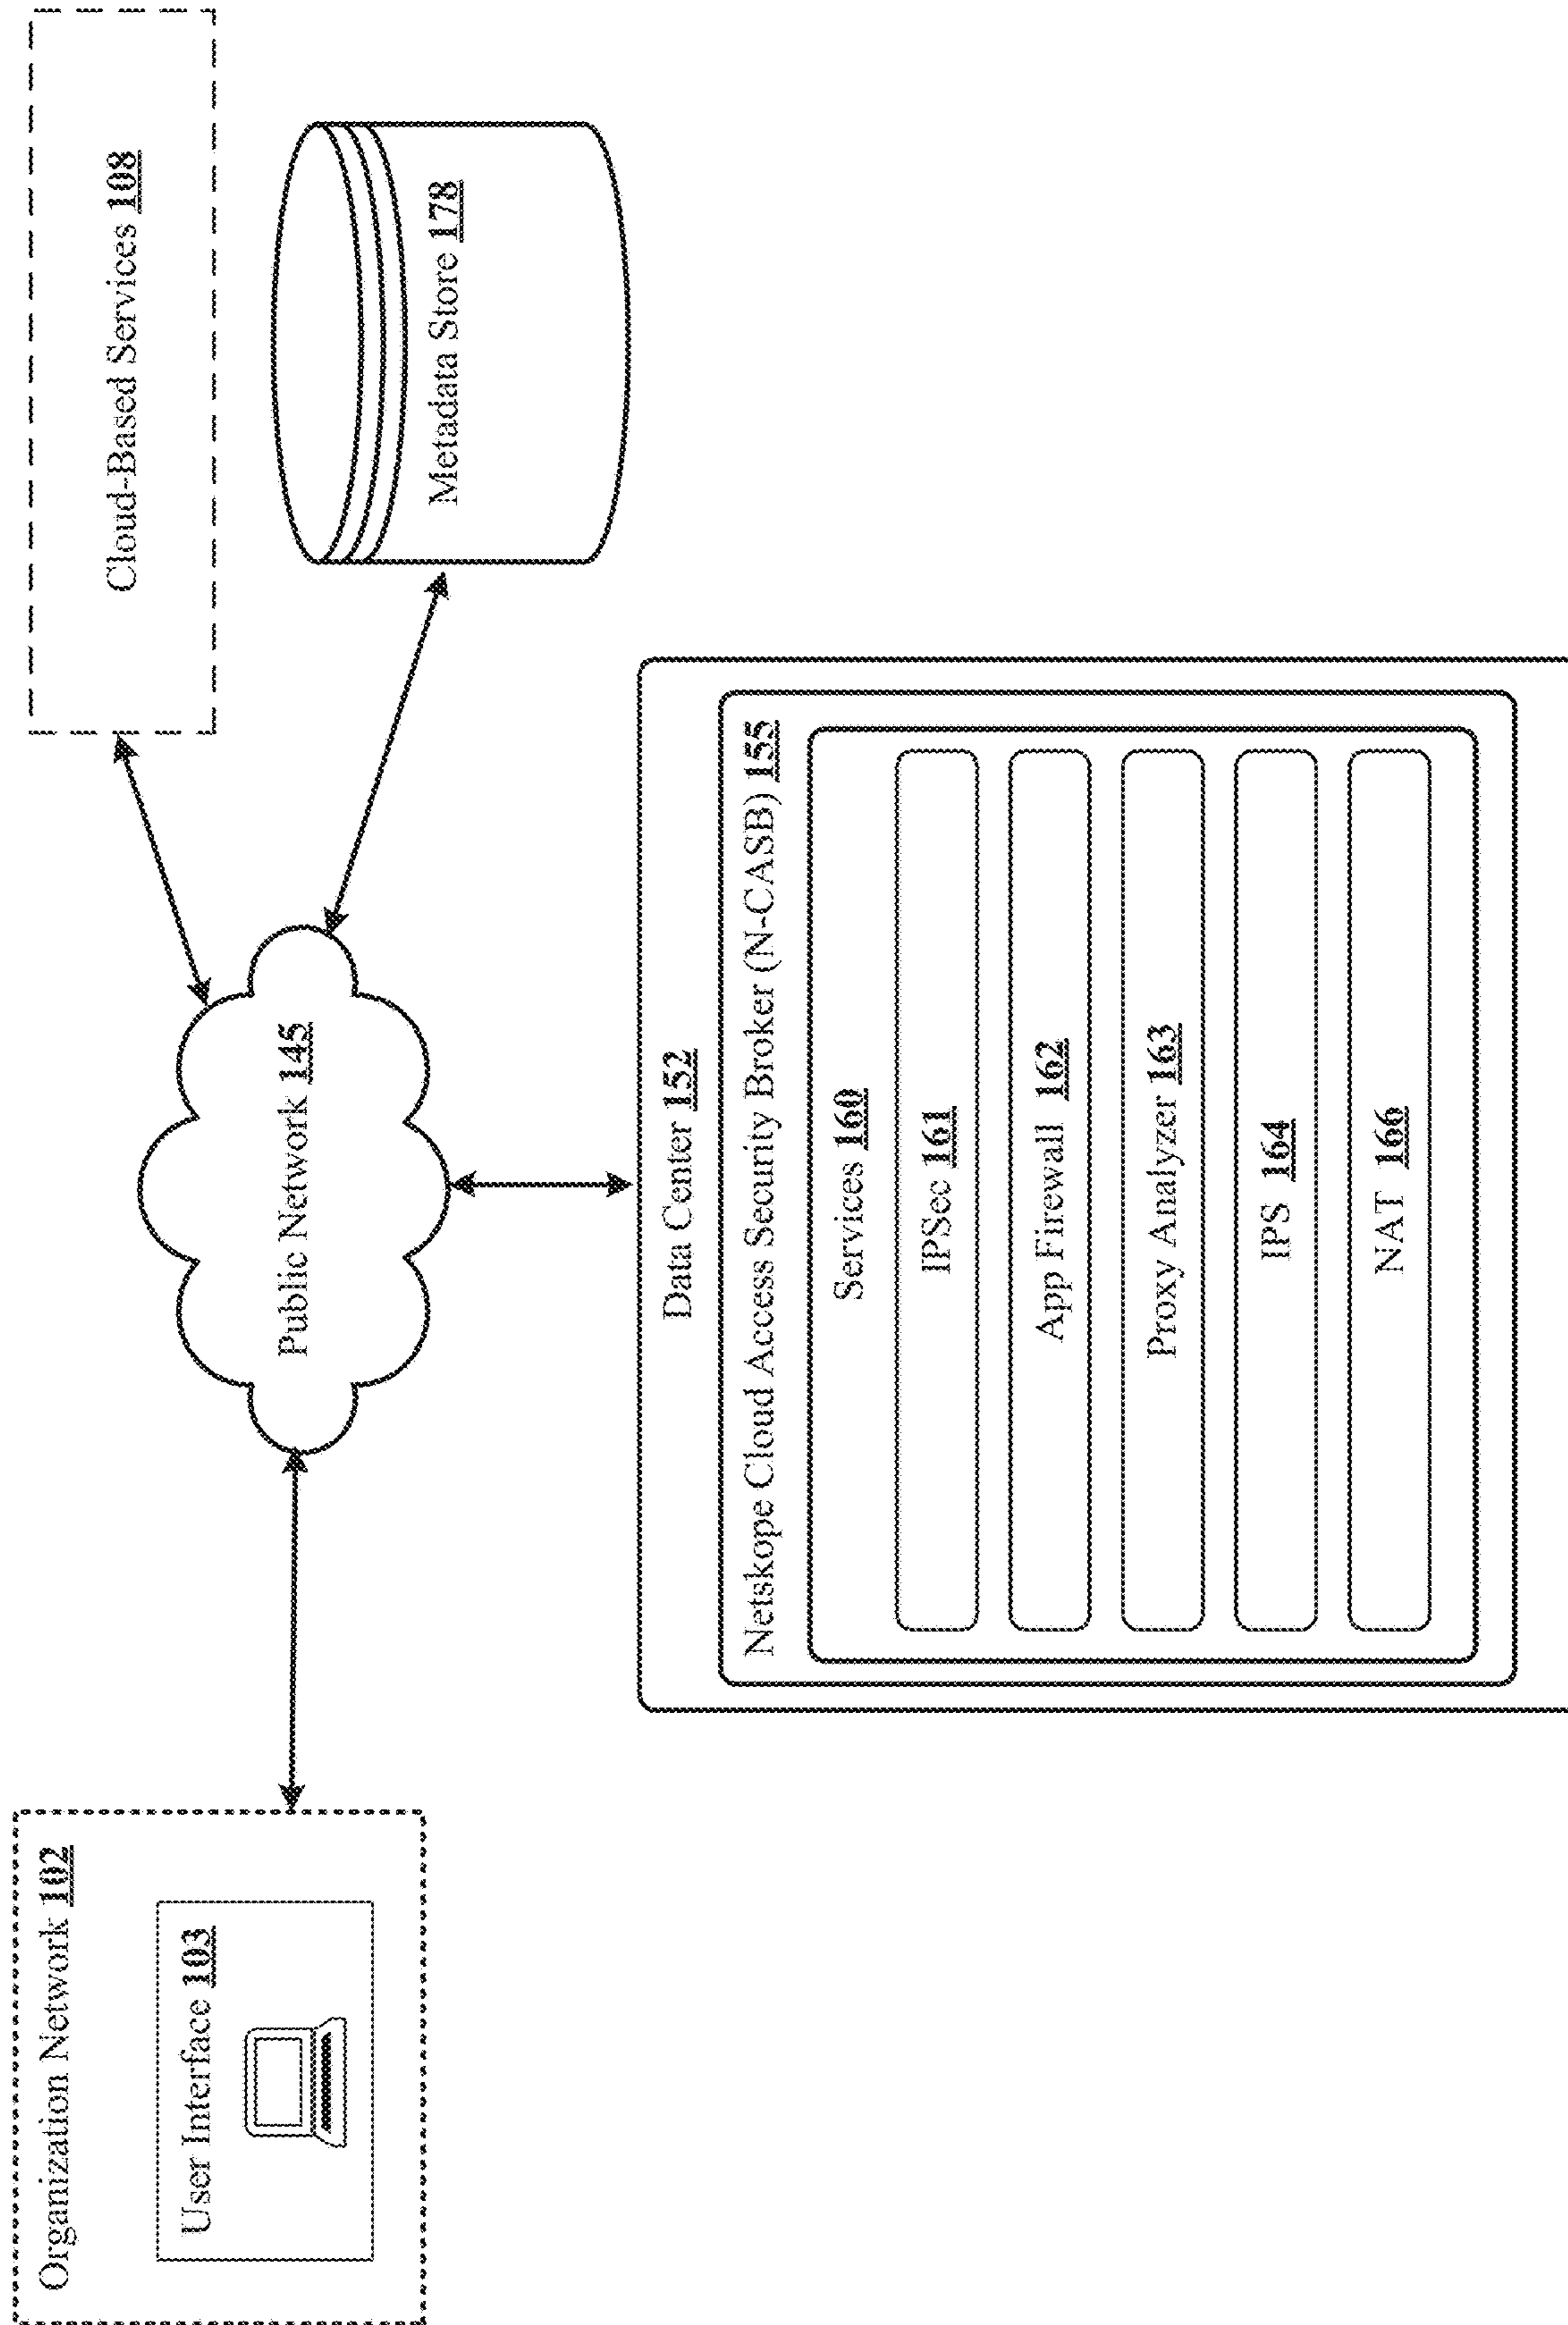 Organization Network 102
User Interface 103
Public Network 145
Cloud-Based Services 108
Metadata Store 178
Data Center 152
Netskope Cloud Access Security Broker (N-CASB) 155
Services 160
IPSec 161
App Firewall 162
Proxy Analyzer 163
IPS 164
NAT 166